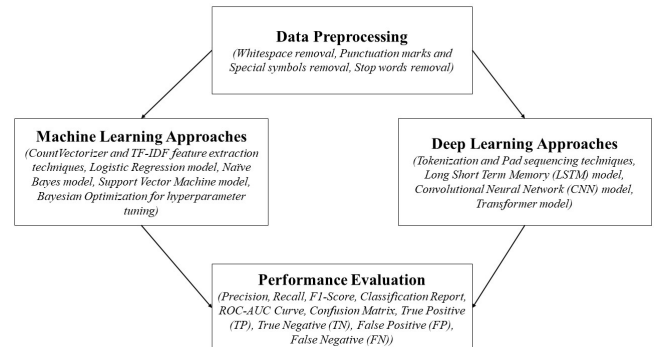 Data Preprocessing
(Whitespace removal, Punctuation marks and
Special symbols removal, Stop words removal)
Machine Learning Approaches
(CountVectorizer and TF-IDF feature extraction
techniques, Logistic Regression model, Naïve
Bayes model, Support Vector Machine model,
Bayesian Optimization for hyperparameter
tuning)
Deep Learning Approaches
(Tokenization and Pad sequencing techniques,
Long Short Term Memory (LSTM) model,
Convolutional Neural Network (CNN) model,
Transformer model)
Performance Evaluation
(Precision, Recall, F1-Score, Classification Report,
ROC-AUC Curve, Confusion Matrix, True Positive
(TP), True Negative (TN), False Positive (FP),
False Negative (FN))